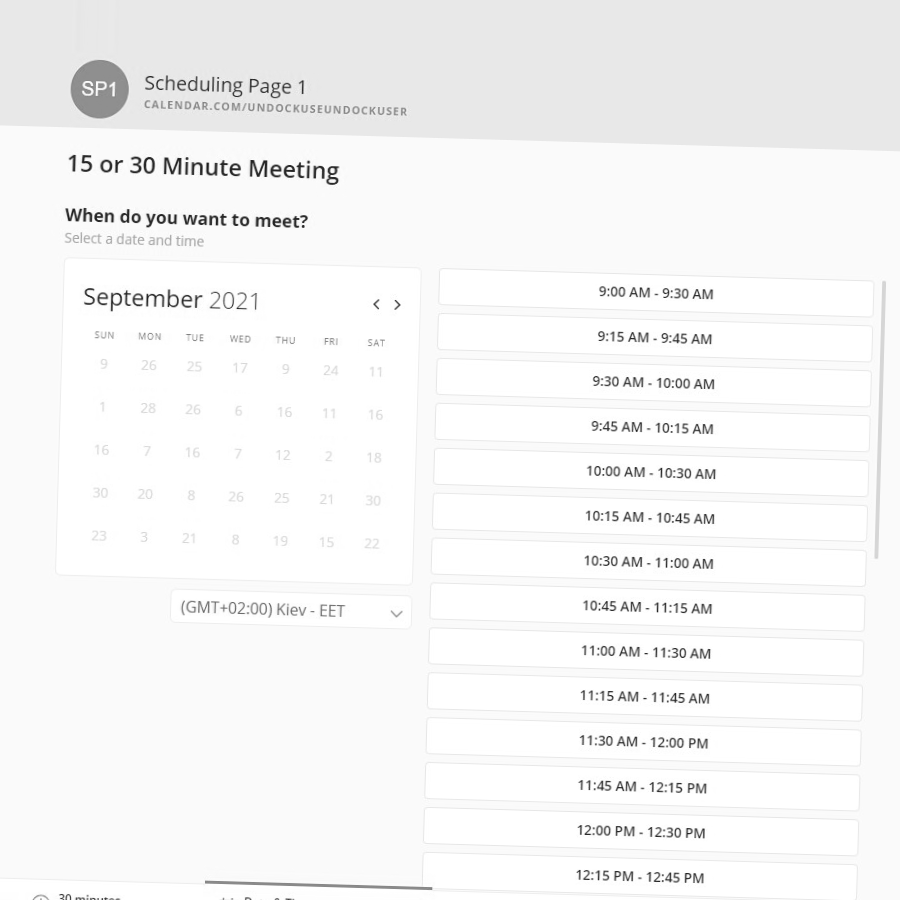 SP1
Scheduling Page 1
CALENDAR.COM/UNDOCKUSEUNDOCKUSER
15 or 30 Minute Meeting
When do you want to meet?
Select a date and time
September 2021
SUN MON TUE WED THU FRI SAT
9 26 25 17 9 24 11
1 28 26 6 16 11 16
16 7 16 7 12 2 18
30 20 8 26 25 21 30
23 3 21 8 19 15 22
(GMT+02:00) Kiev - EET
9:00 AM - 9:30 AM
9:15 AM - 9:45 AM
9:30 AM - 10:00 AM
9:45 AM - 10:15 AM
10:00 AM - 10:30 AM
10:15 AM - 10:45 AM
10:30 AM - 11:00 AM
10:45 AM - 11:15 AM
11:00 AM - 11:30 AM
11:15 AM - 11:45 AM
11:30 AM - 12:00 PM
11:45 AM - 12:15 PM
12:00 PM - 12:30 PM
12:15 PM - 12:45 PM
30 minutes